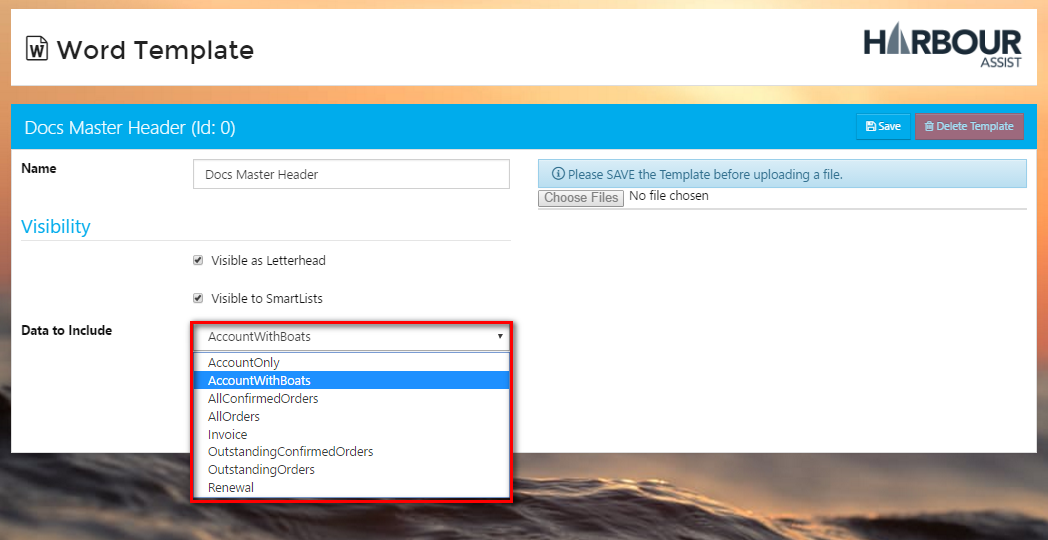 Word Template
HARBOUR
ASSIST
Docs Master Header (Id: 0)
Save
Delete Template
Name
Docs Master Header
Please SAVE the Template before uploading a file.
Choose Files No file chosen
Visibility
Visible as Letterhead
Visible to SmartLists
Data to Include
AccountWithBoats
AccountOnly
AccountWithBoats
AllConfirmedOrders
AllOrders
Invoice
OutstandingConfirmedOrders
OutstandingOrders
Renewal